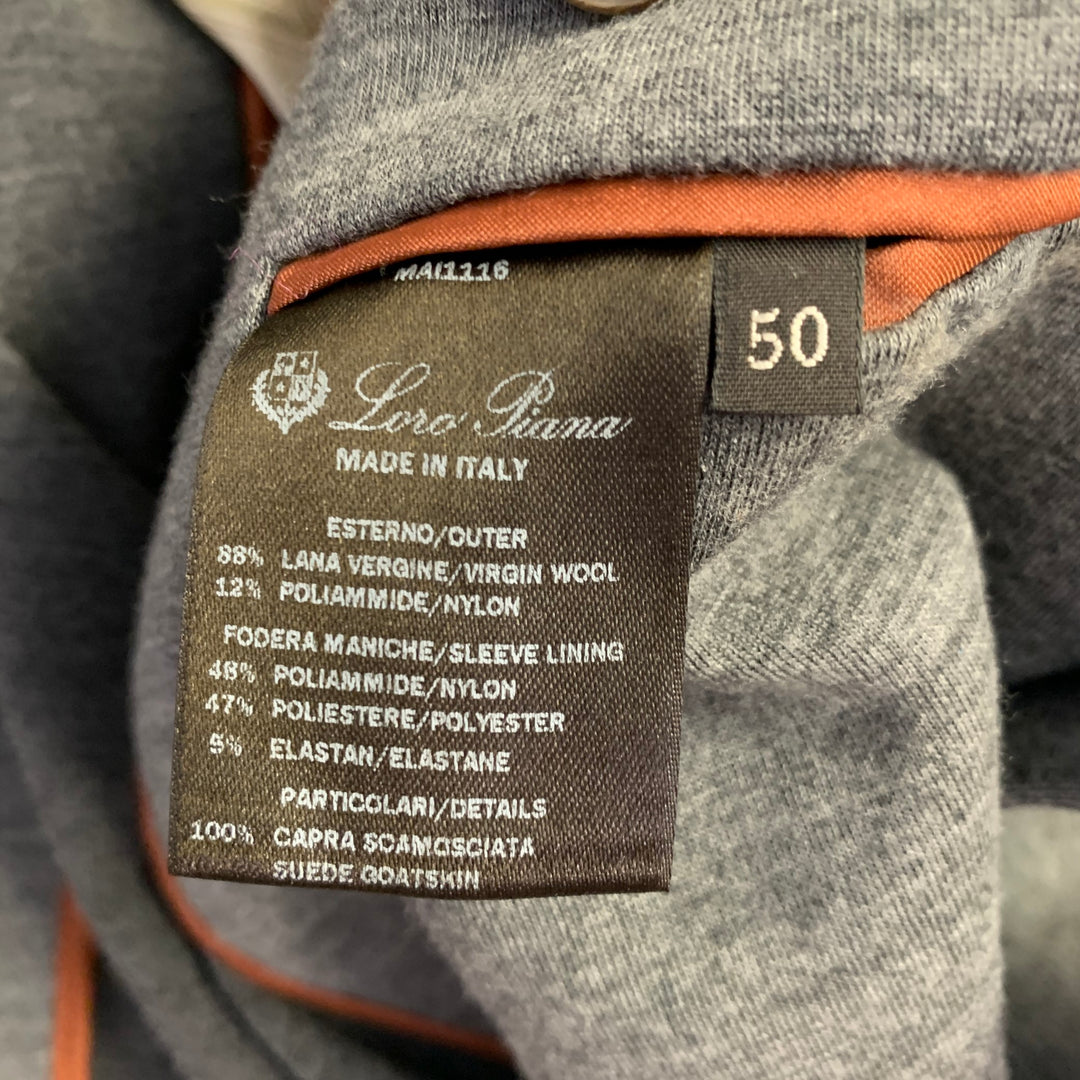 MAI1116
50
Loro Piana
MADE IN ITALY
ESTERNO/OUTER
88% LANA VERGINE/VIRGIN WOOL
12% POLIAMMIDE/NYLON
FODERA MANICHE/SLEEVE LINING
48% POLIAMMIDE/NYLON
47% POLIESTERE/POLYESTER
5% ELASTAN/ELASTANE
PARTICOLARI/DETAILS
100% CAPRA SCAMOSCIATA
SUEDE GOATSKIN